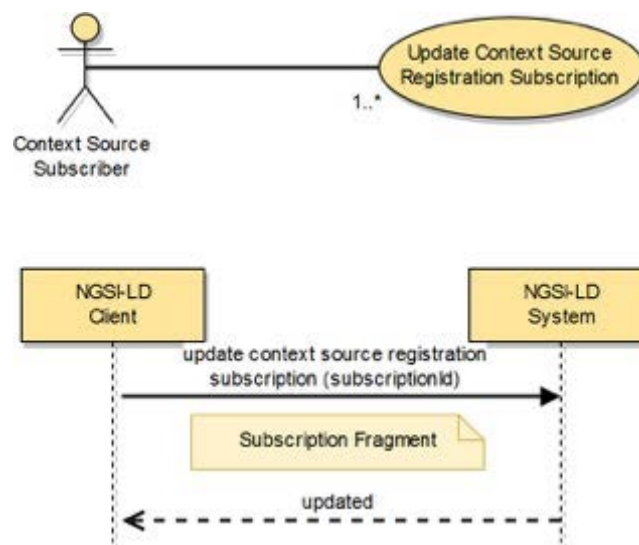 Update Context Source
Registration Subscription
1..*
Context Source
Subscriber
NGSI-LD
Client
NGSI-LD
System
update context source registration
subscription (subscriptionId)
Subscription Fragment
updated